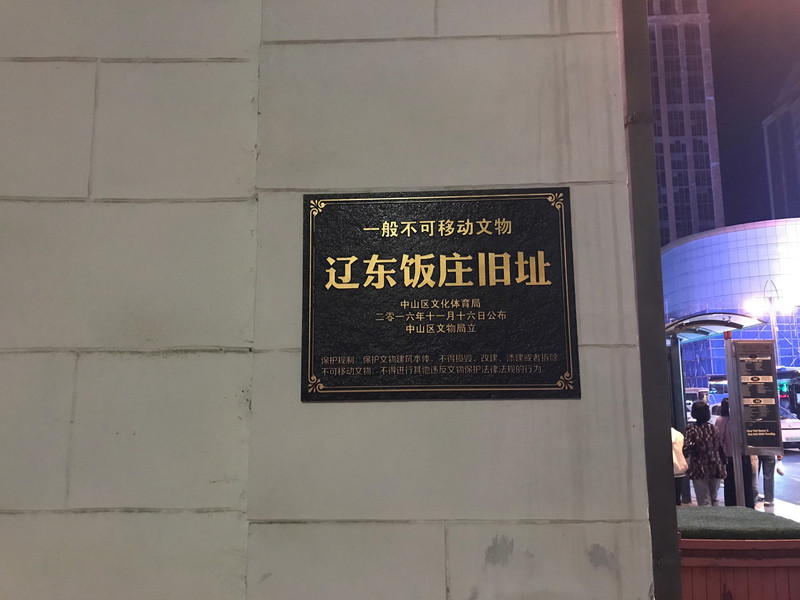 一般不可移动文物
辽东饭庄旧址
中山区文化体育局
二零一六年十一月十六日公布
中山区文物局立
保护规制：保护文物建筑本体，不得损毁、改建、添建或者拆除
不可移动文物；不得进行其他违反文物保护法律法规的行为。